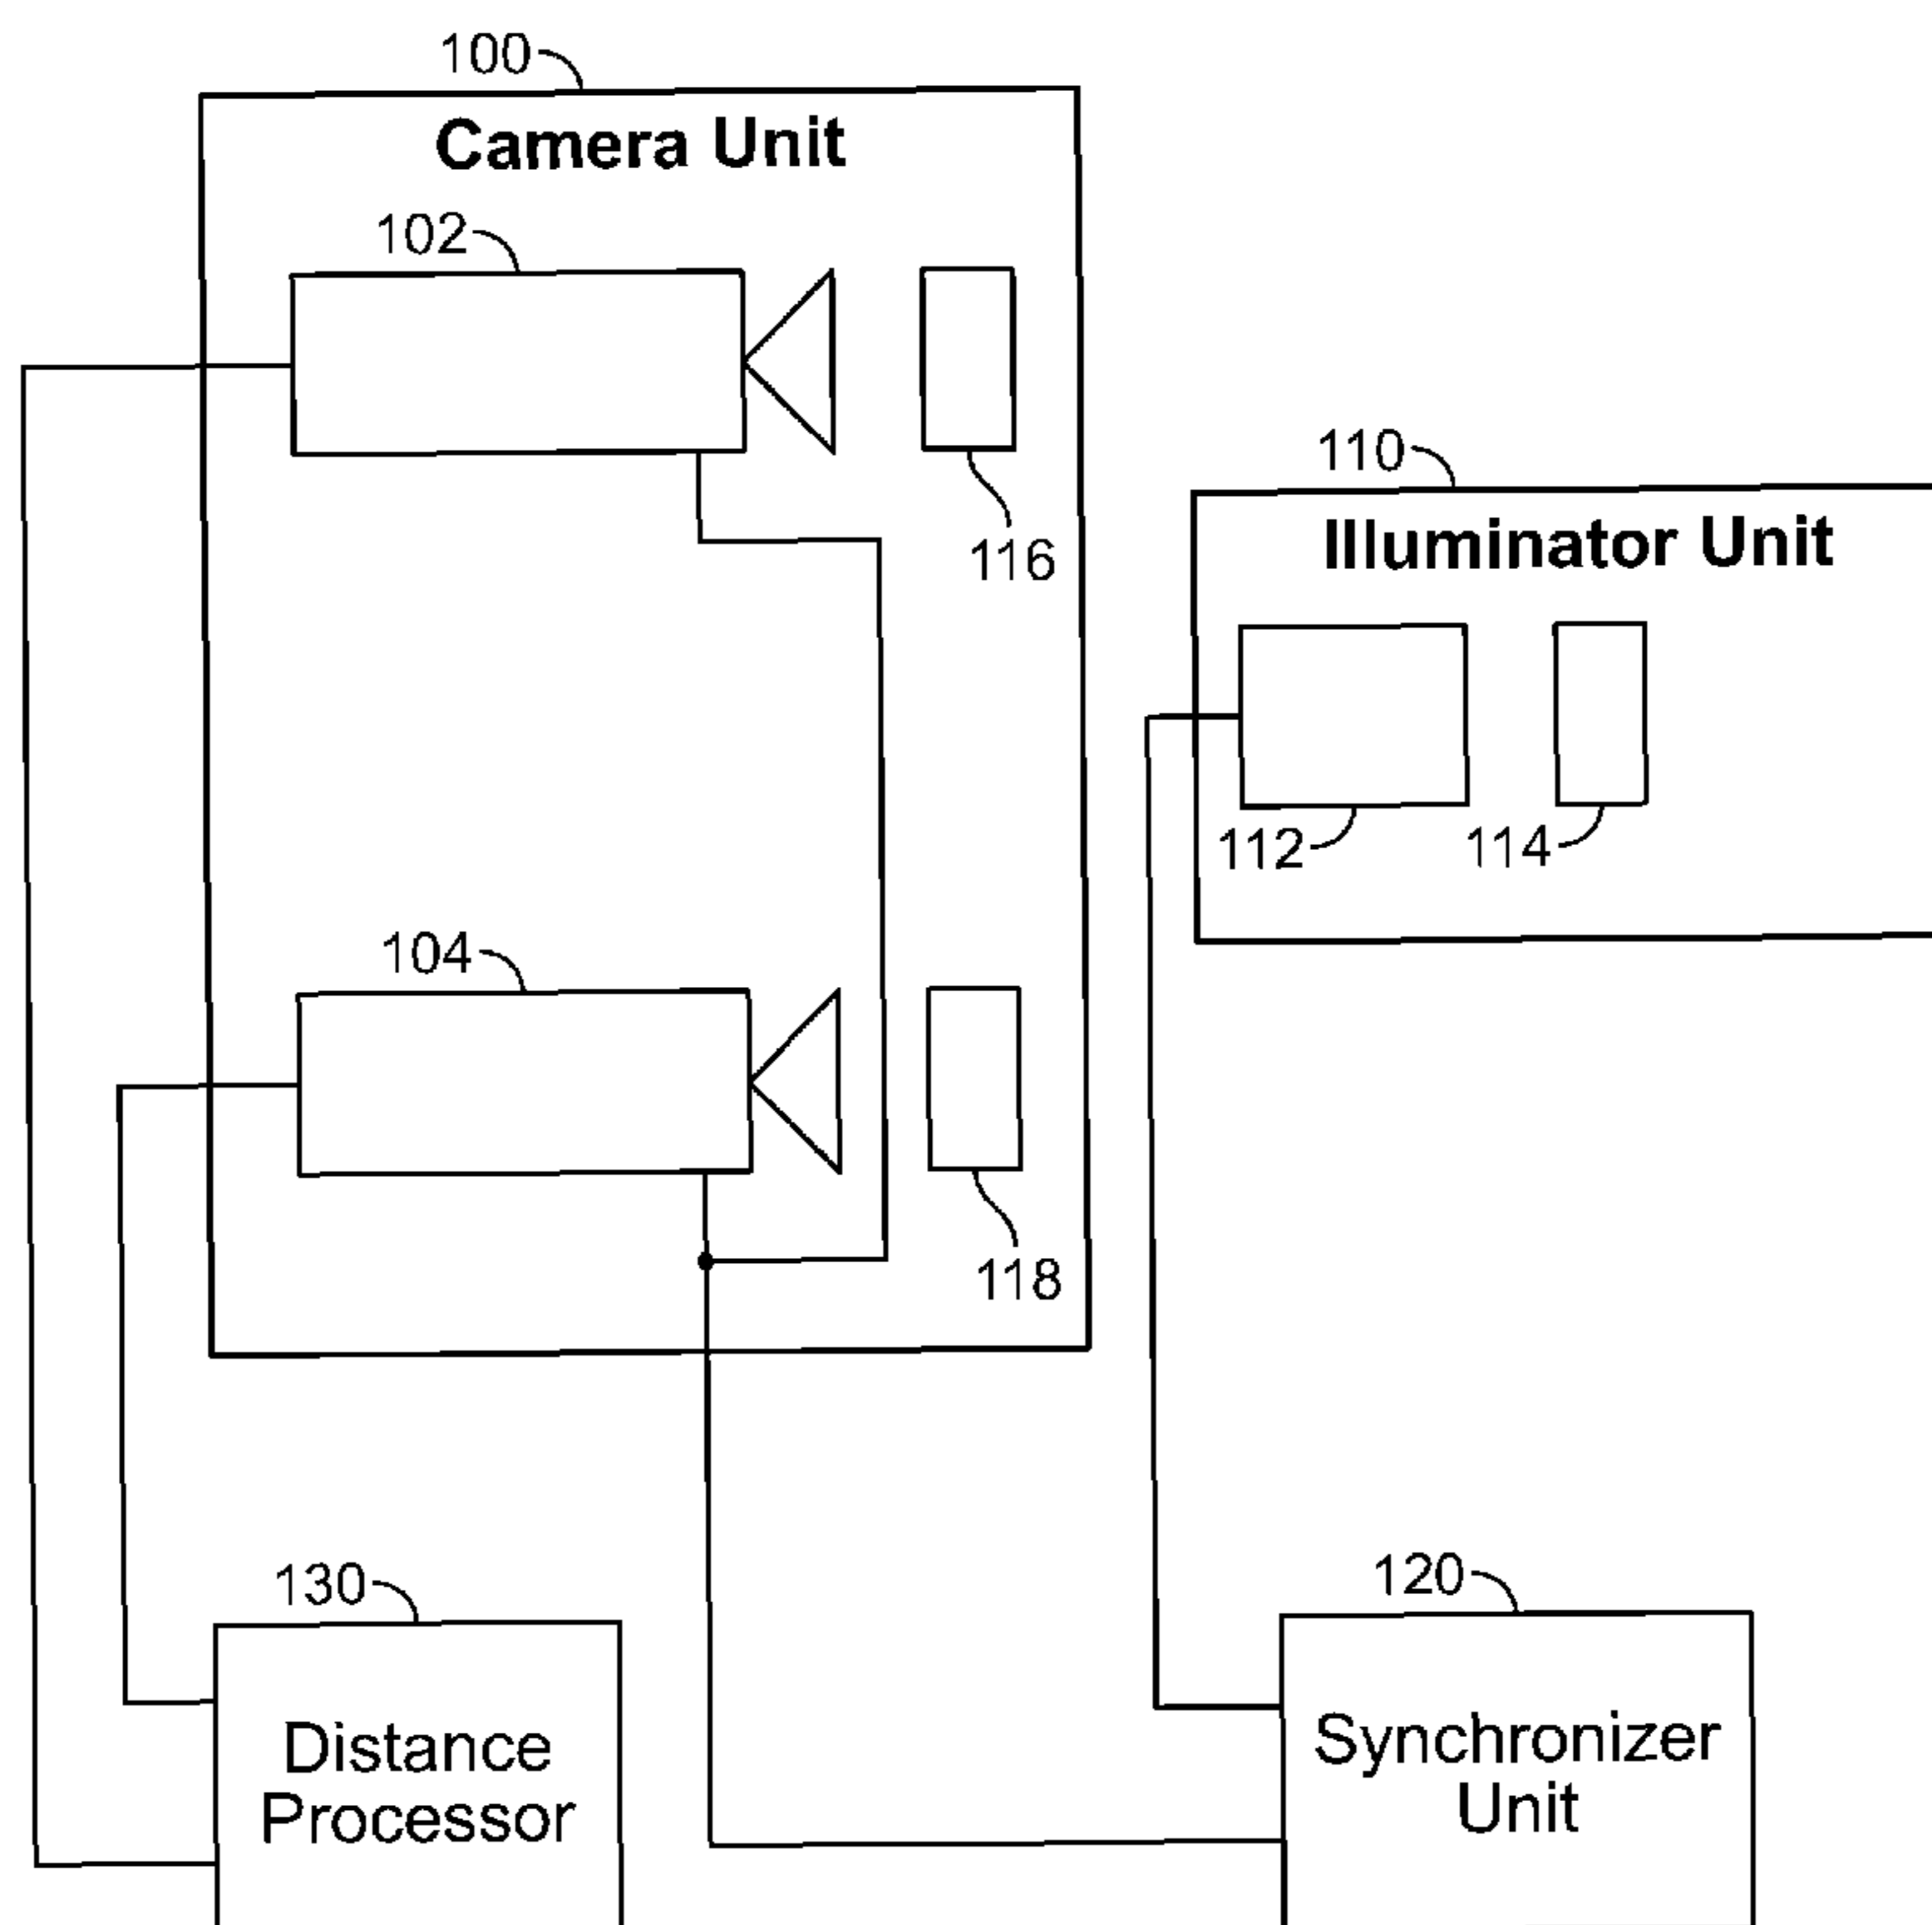 100
Camera Unit
102
116
110
Illuminator Unit
112
114
104
118
130
Distance
Processor
120
Synchronizer
Unit